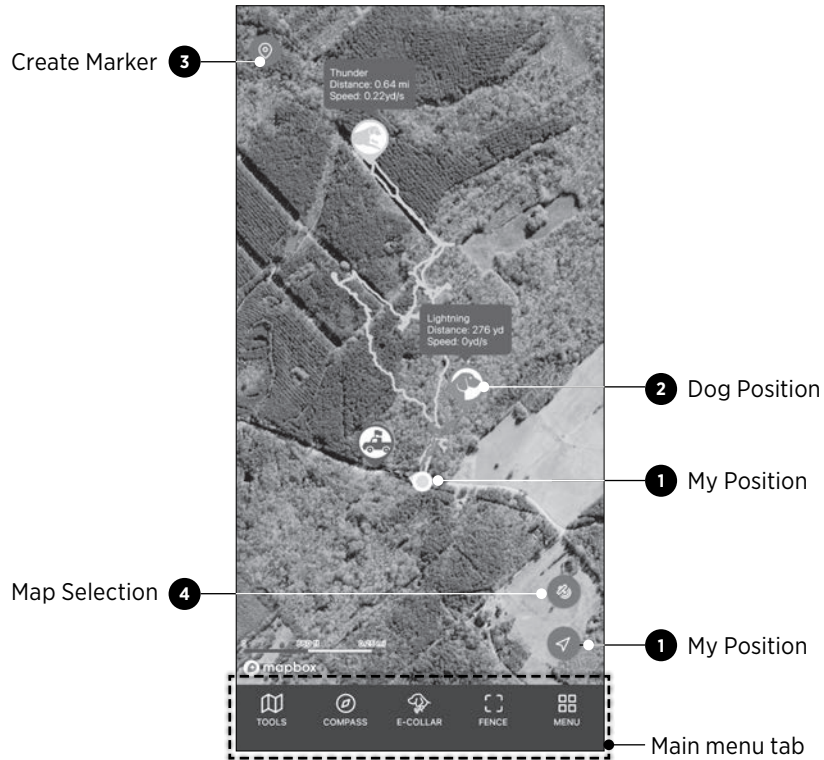 Create Marker 3
Thunder
Distance: 0.64 mi
Speed: 0.22yd/s
Lightning
Distance: 276 yd
Speed: 0yd/s
2 Dog Position
1 My Position
Map Selection 4
1 My Position
mapbox
TOOLS
COMPASS
E-COLLAR
FENCE
MENU
Main menu tab